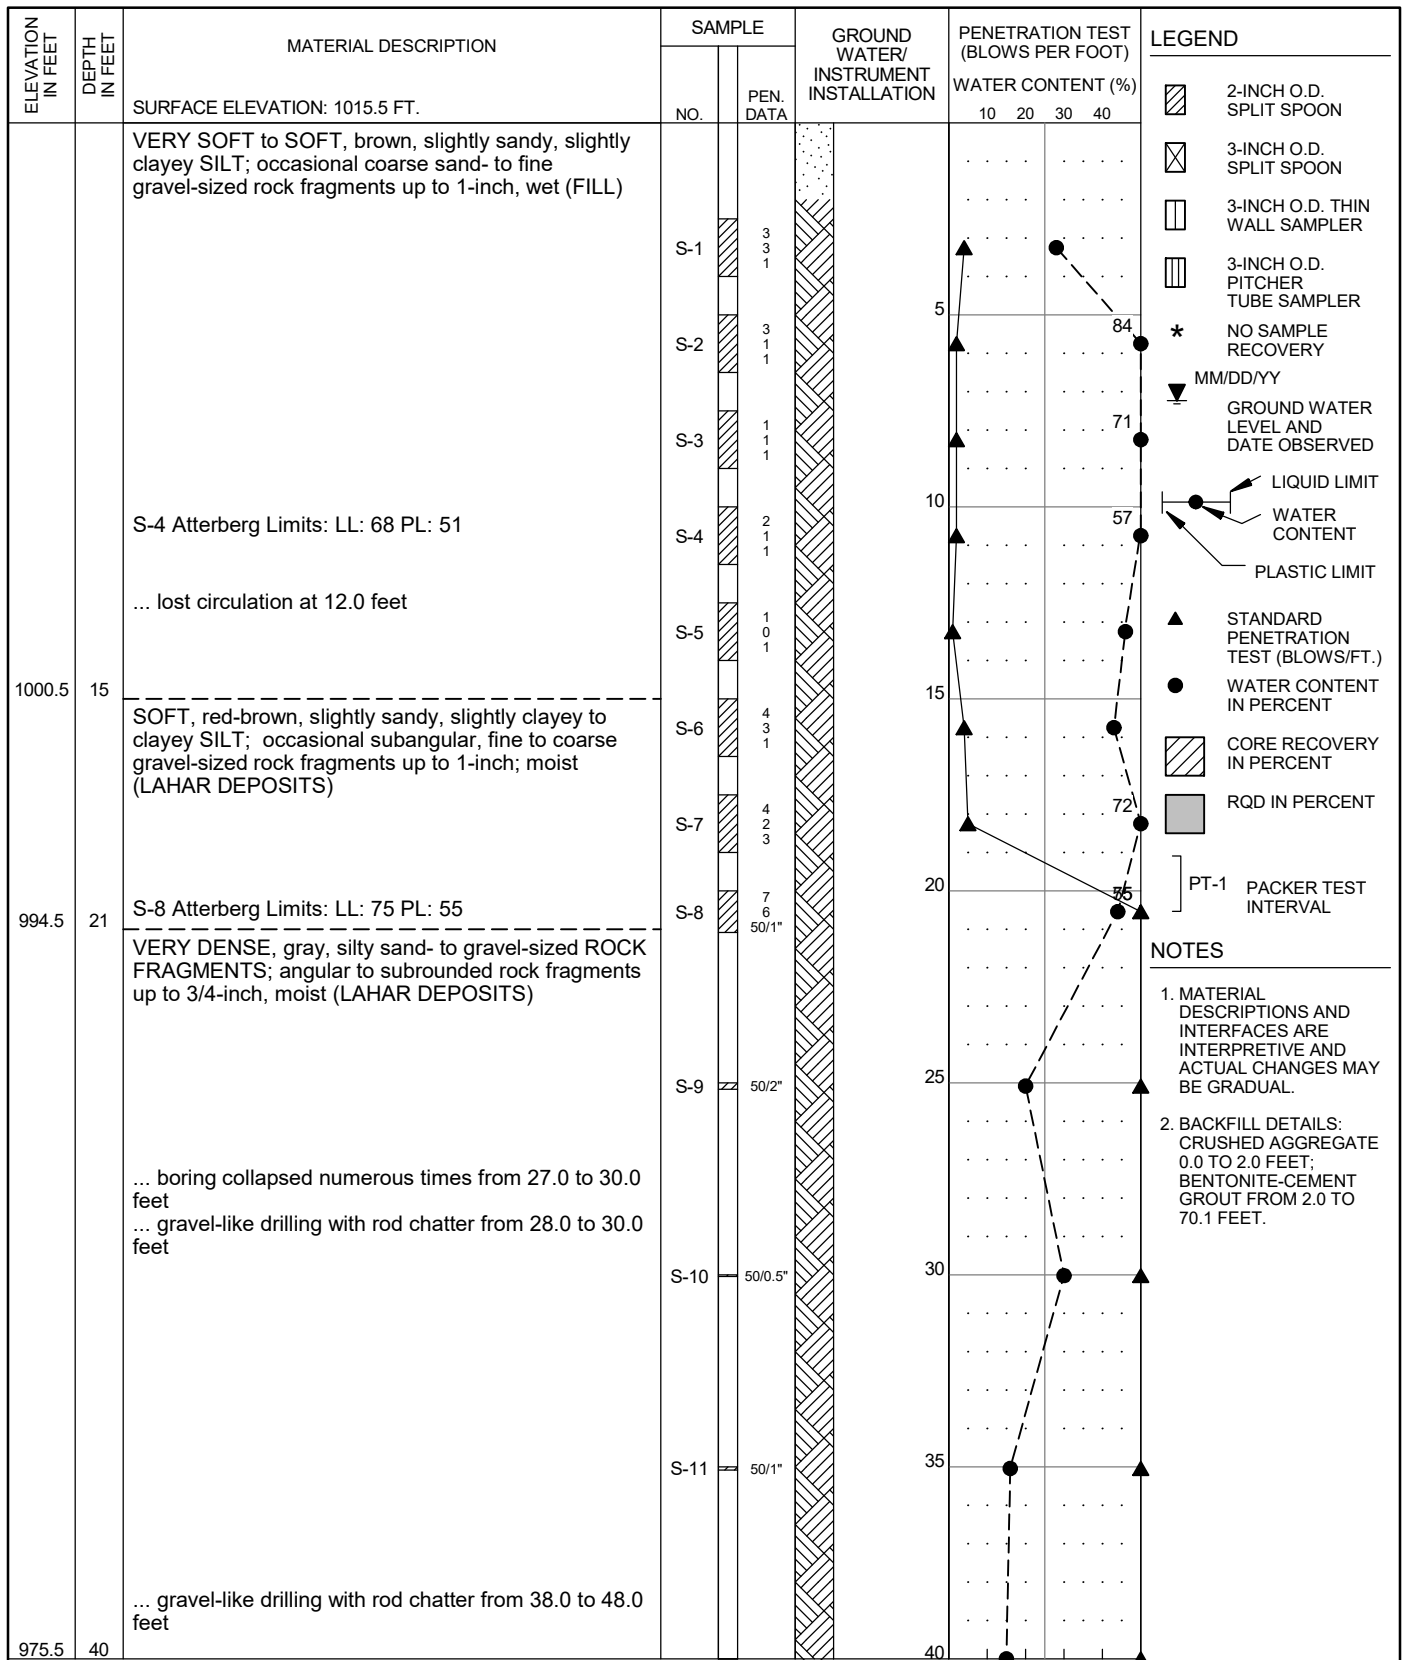 ELEVATION
IN FEET
DEPTH
IN FEET
MATERIAL DESCRIPTION
SURFACE ELEVATION: 1015.5 FT.
SAMPLE
NO.
PEN.
DATA
GROUND
WATER/
INSTRUMENT
INSTALLATION
PENETRATION TEST
(BLOWS PER FOOT)
WATER CONTENT (%)
10 20 30 40
VERY SOFT to SOFT, brown, slightly sandy, slightly
clayey SILT; occasional coarse sand- to fine
gravel-sized rock fragments up to 1-inch, wet (FILL)
S-1
3
3
1
5
84
S-2
3
1
1
71
S-3
1
1
1
10
57
S-4 Atterberg Limits: LL: 68 PL: 51
S-4
2
1
1
... lost circulation at 12.0 feet
S-5
1
0
1
1000.5 15
15
SOFT, red-brown, slightly sandy, slightly clayey to
clayey SILT; occasional subangular, fine to coarse
gravel-sized rock fragments up to 1-inch; moist
(LAHAR DEPOSITS)
S-6
4
3
1
72
S-7
4
2
3
20
S-8 Atterberg Limits: LL: 75 PL: 55
S-8
7
6
50/1"
994.5 21
VERY DENSE, gray, silty sand- to gravel-sized ROCK
FRAGMENTS; angular to subrounded rock fragments
up to 3/4-inch, moist (LAHAR DEPOSITS)
25
S-9
50/2"
... boring collapsed numerous times from 27.0 to 30.0
feet
... gravel-like drilling with rod chatter from 28.0 to 30.0
feet
30
S-10
50/0.5"
35
S-11
50/1"
... gravel-like drilling with rod chatter from 38.0 to 48.0
feet
975.5 40
40
LEGEND
2-INCH O.D.
SPLIT SPOON
3-INCH O.D.
SPLIT SPOON
3-INCH O.D. THIN
WALL SAMPLER
3-INCH O.D.
PITCHER
TUBE SAMPLER
* NO SAMPLE
RECOVERY
MM/DD/YY
GROUND WATER
LEVEL AND
DATE OBSERVED
LIQUID LIMIT
WATER
CONTENT
PLASTIC LIMIT
STANDARD
PENETRATION
TEST (BLOWS/FT.)
WATER CONTENT
IN PERCENT
CORE RECOVERY
IN PERCENT
RQD IN PERCENT
PT-1 PACKER TEST
INTERVAL
NOTES
1. MATERIAL
DESCRIPTIONS AND
INTERFACES ARE
INTERPRETIVE AND
ACTUAL CHANGES MAY
BE GRADUAL.
2. BACKFILL DETAILS:
CRUSHED AGGREGATE
0.0 TO 2.0 FEET;
BENTONITE-CEMENT
GROUT FROM 2.0 TO
70.1 FEET.